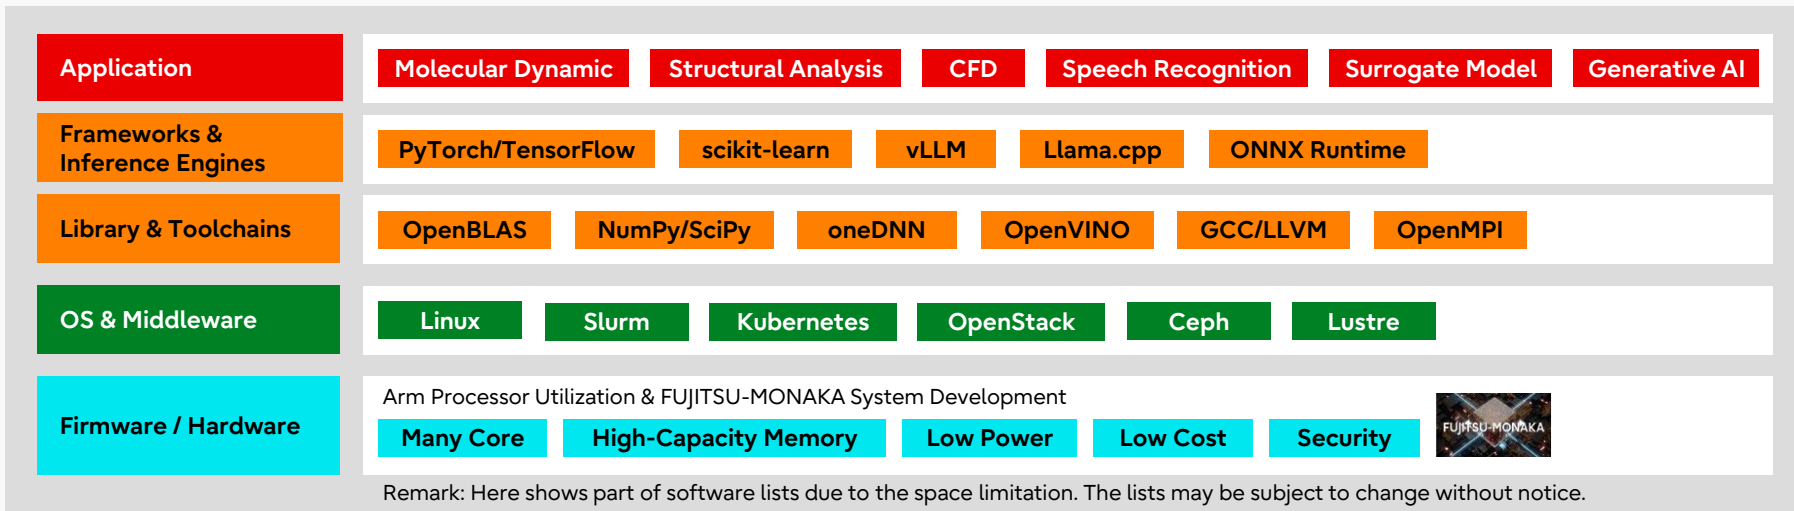 Application
Molecular Dynamic
Structural Analysis
CFD
Speech Recognition
Surrogate Model
Generative AI
Frameworks &
Inference Engines
PyTorch/TensorFlow
scikit-learn
vLLM
Llama.cpp
ONNX Runtime
Library & Toolchains
OpenBLAS
NumPy/SciPy
oneDNN
OpenVINO
GCC/LLVM
OpenMPI
OS & Middleware
Linux
Slurm
Kubernetes
OpenStack
Ceph
Lustre
Firmware / Hardware
Arm Processor Utilization & FUJITSU-MONAKA System Development
Many Core
High-Capacity Memory
Low Power
Low Cost
Security
FUJITSU-MONAKA
Remark: Here shows part of software lists due to the space limitation. The lists may be subject to change without notice.